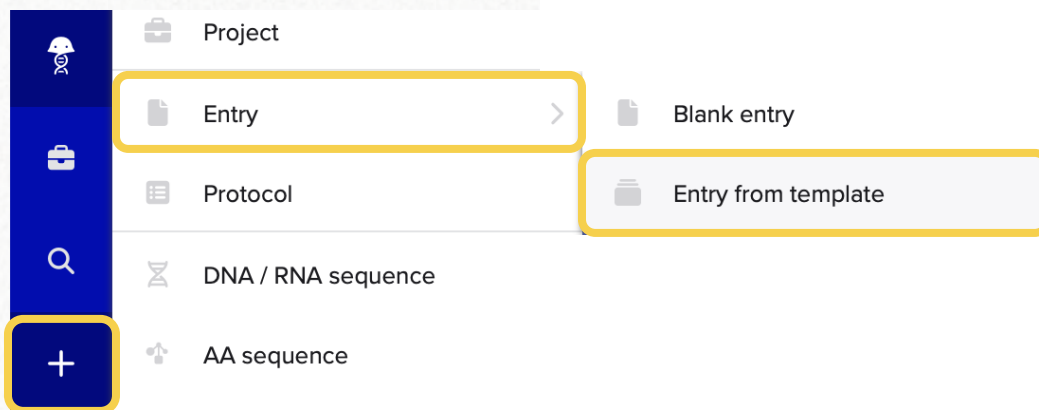 Project
Entry
Blank entry
Protocol
Entry from template
DNA / RNA sequence
AA sequence